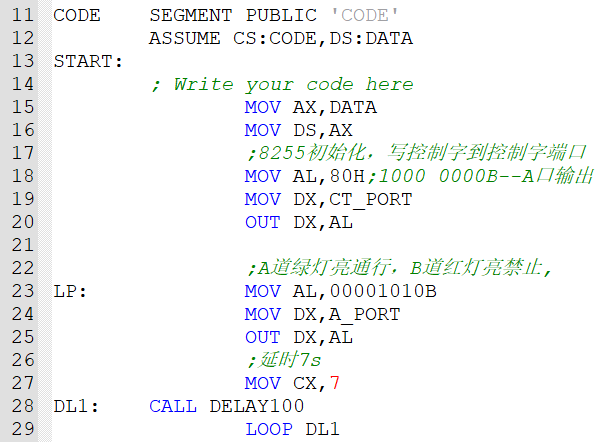 11 CODE    SEGMENT PUBLIC 'CODE'
12         ASSUME CS:CODE,DS:DATA
13 START:
14         ; Write your code here
15                 MOV AX,DATA
16                 MOV DS,AX
17                 ;8255初始化，写控制字到控制字端口
18                 MOV AL,80H;1000 0000B--A口输出
19                 MOV DX,CT_PORT
20                 OUT DX,AL
21
22                 ;A道绿灯亮通行，B道红灯亮禁止，
23 LP:             MOV AL,00001010B
24                 MOV DX,A_PORT
25                 OUT DX,AL
26                 ;延时7s
27                 MOV CX,7
28 DL1:    CALL DELAY100
29                 LOOP DL1